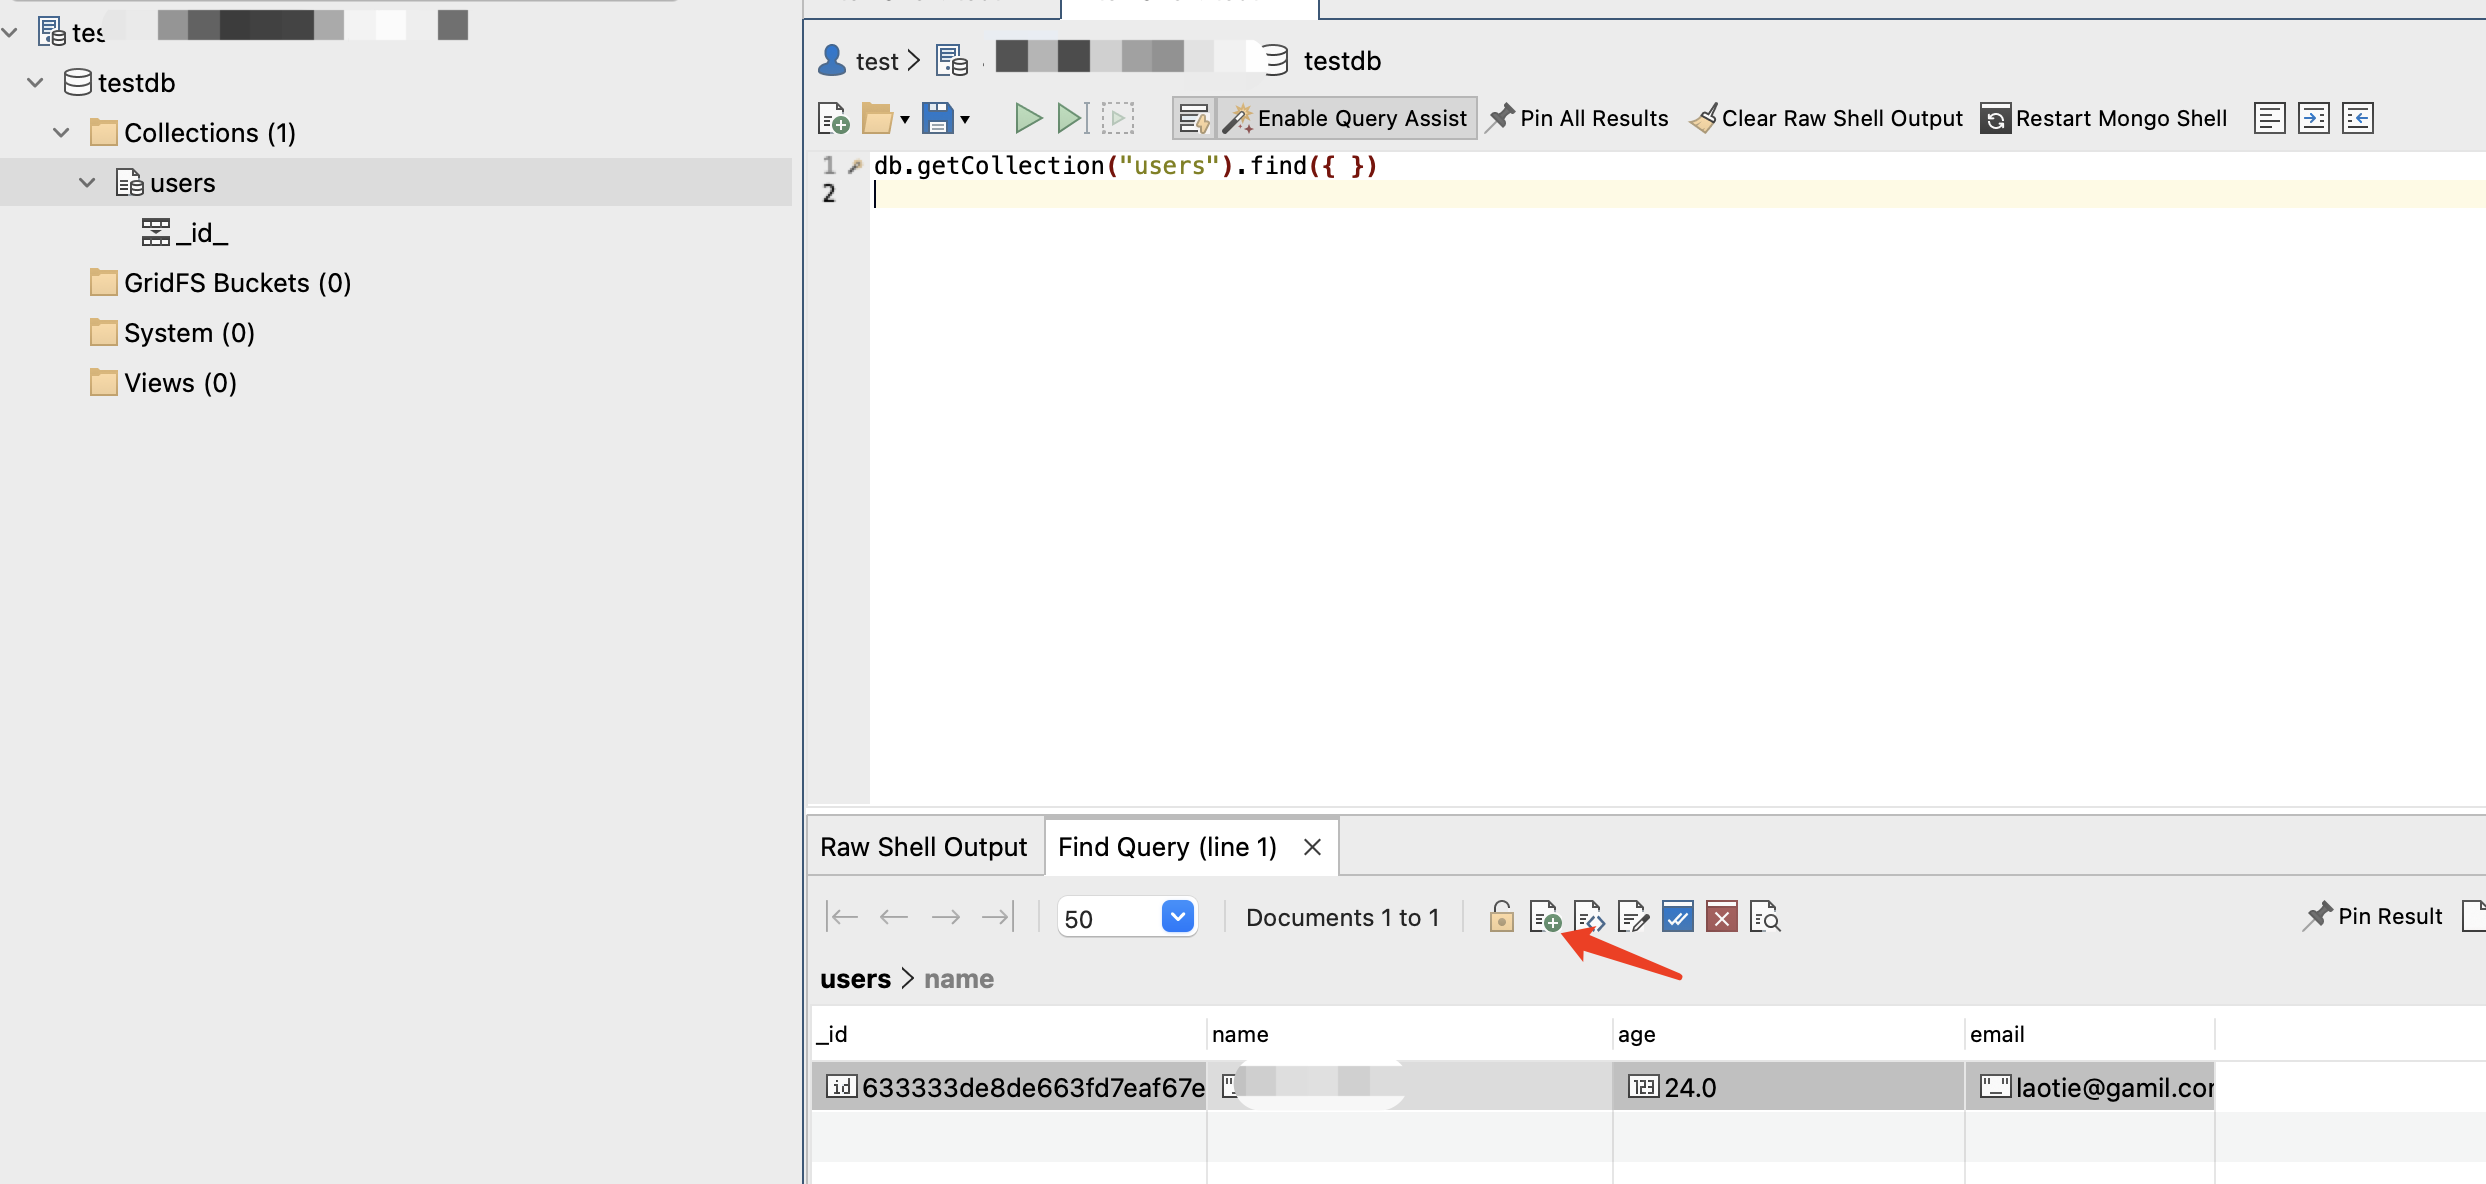 tes
testdb
Collections (1)
users
_id_
GridFS Buckets (0)
System (0)
Views (0)
test
testdb
Enable Query Assist
Pin All Results
Clear Raw Shell Output
Restart Mongo Shell
1 db.getCollection("users").find({ })
2
Raw Shell Output
Find Query (line 1)
50
Documents 1 to 1
Pin Result
users > name
_id name age email
id 633333de8de663fd7eaf67e 123 24.0 "_" laotie@gamil.cor